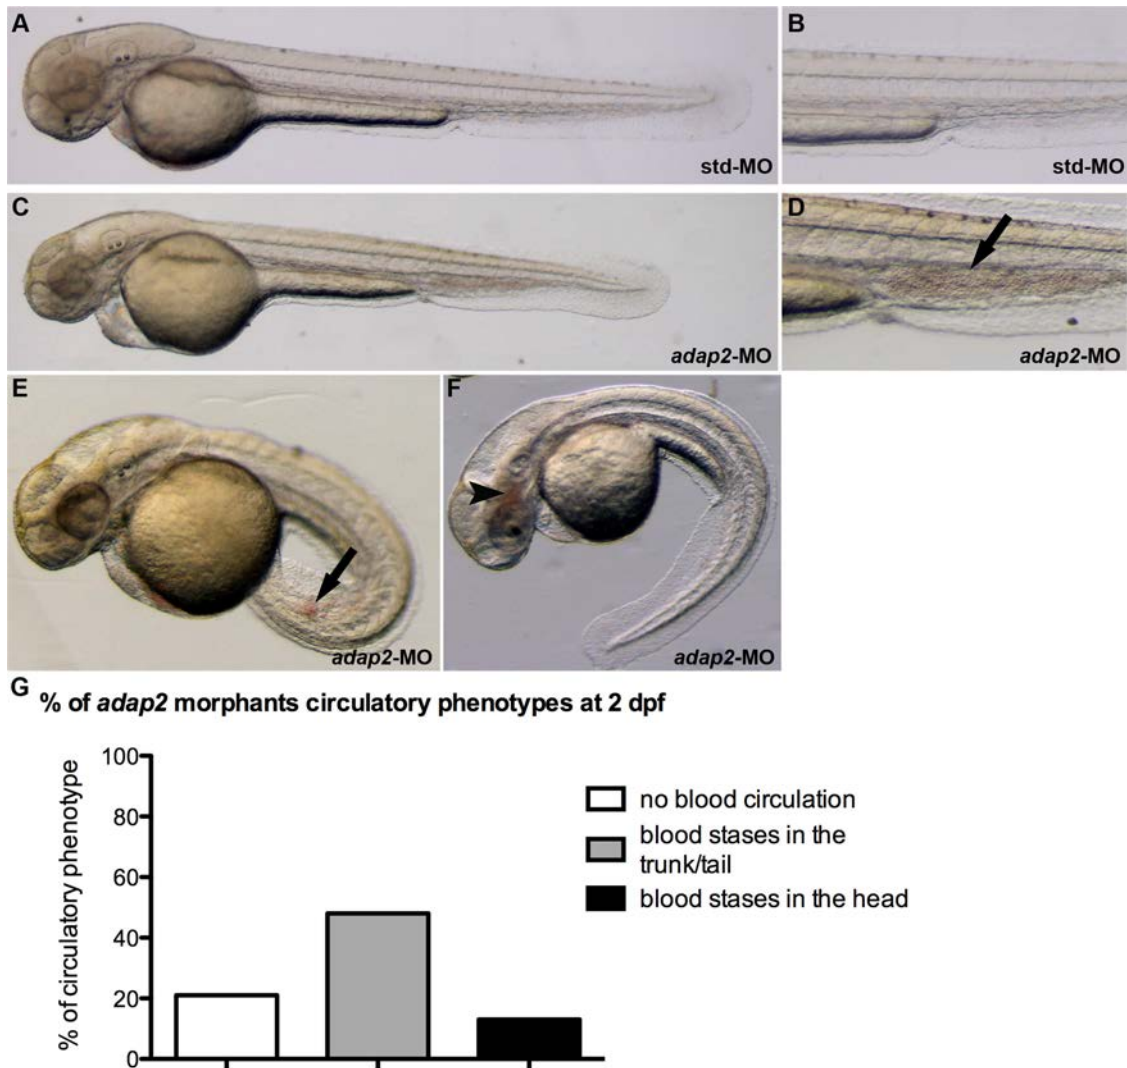 A
std-MO
B
std-MO
C
adap2-MO
D
adap2-MO
E
adap2-MO
F
adap2-MO
G % of adap2 morphants circulatory phenotypes at 2 dpf
% of circulatory phenotype
100
80
60
40
20
0
no blood circulation
blood stases in the
trunk/tail
blood stases in the head